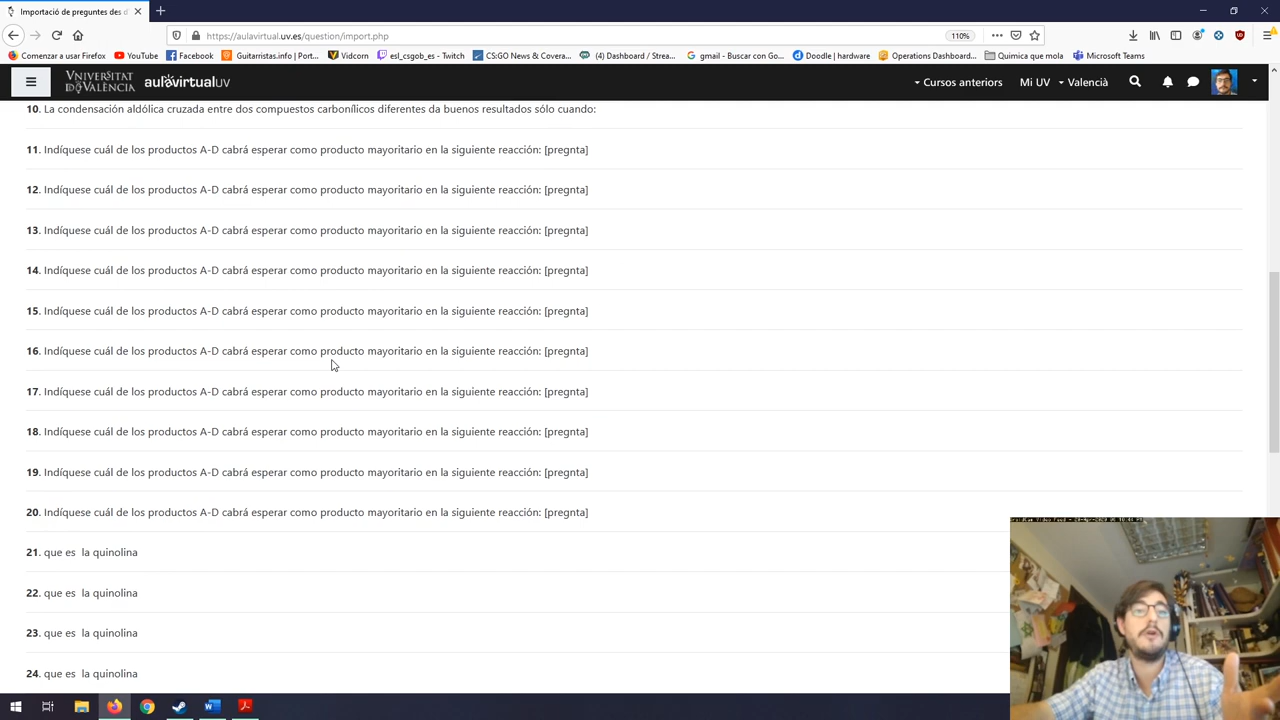 Importació de preguntes des d
https://aulavirtual.uv.es/question/import.php
110%
Comenzar a usar Firefox
YouTube
Facebook
Guitarristas.info | Port...
Vidcorn
esl_csgob_es - Twitch
CS:GO News & Covera...
(4) Dashboard / Strea...
gmail - Buscar con Go...
Doodle | hardware
Operations Dashboard...
Quimica que mola
Microsoft Teams
VNIVERSITAT DE VALÈNCIA
aulavirtualuv
Cursos anteriors
Mi UV
Valencià
10. La condensación aldólica cruzada entre dos compuestos carbonílicos diferentes da buenos resultados sólo cuando:
11. Indíquese cuál de los productos A-D cabrá esperar como producto mayoritario en la siguiente reacción: [pregnta]
12. Indíquese cuál de los productos A-D cabrá esperar como producto mayoritario en la siguiente reacción: [pregnta]
13. Indíquese cuál de los productos A-D cabrá esperar como producto mayoritario en la siguiente reacción: [pregnta]
14. Indíquese cuál de los productos A-D cabrá esperar como producto mayoritario en la siguiente reacción: [pregnta]
15. Indíquese cuál de los productos A-D cabrá esperar como producto mayoritario en la siguiente reacción: [pregnta]
16. Indíquese cuál de los productos A-D cabrá esperar como producto mayoritario en la siguiente reacción: [pregnta]
17. Indíquese cuál de los productos A-D cabrá esperar como producto mayoritario en la siguiente reacción: [pregnta]
18. Indíquese cuál de los productos A-D cabrá esperar como producto mayoritario en la siguiente reacción: [pregnta]
19. Indíquese cuál de los productos A-D cabrá esperar como producto mayoritario en la siguiente reacción: [pregnta]
20. Indíquese cuál de los productos A-D cabrá esperar como producto mayoritario en la siguiente reacción: [pregnta]
21. que es  la quinolina
22. que es  la quinolina
23. que es  la quinolina
24. que es  la quinolina